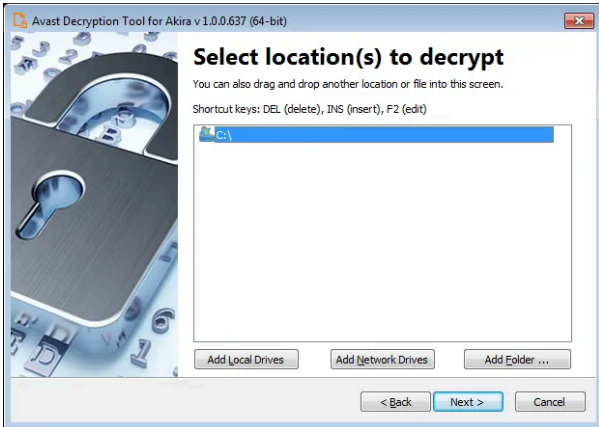 Avast Decryption Tool for Akira v 1.0.0.637 (64-bit)
Select location(s) to decrypt
You can also drag and drop another location or file into this screen.
Shortcut keys: DEL (delete), INS (insert), F2 (edit)
C:\
Add Local Drives
Add Network Drives
Add Folder ...
< Back
Next >
Cancel